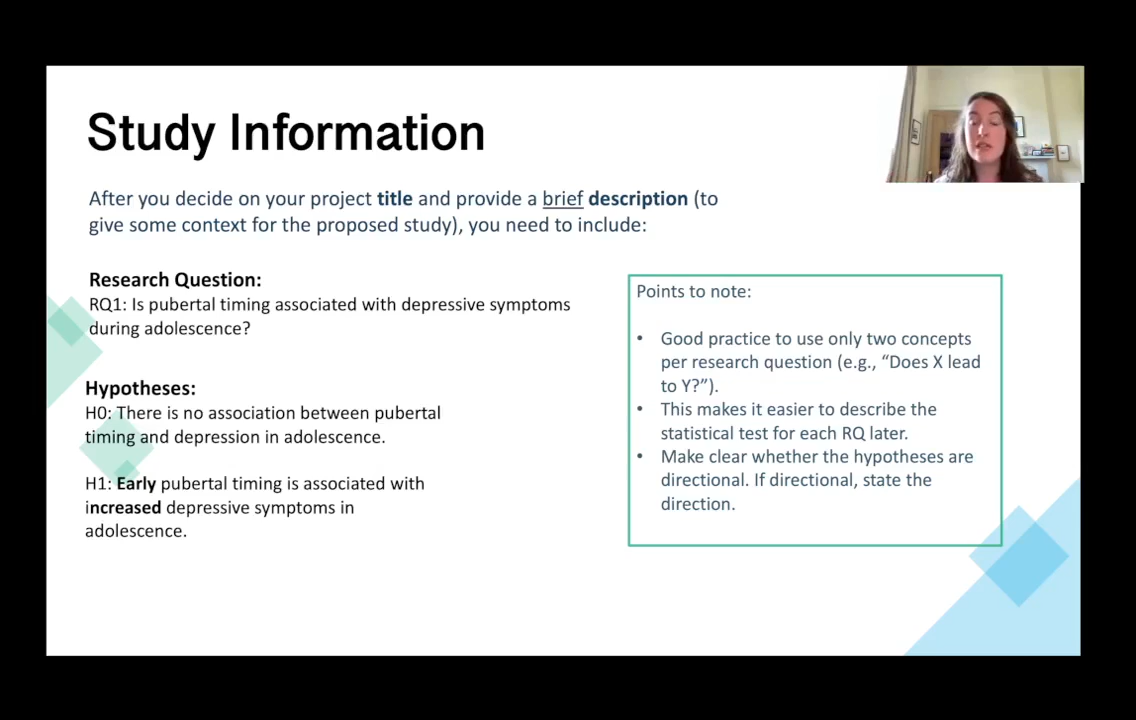 Study Information
After you decide on your project title and provide a brief description (to
give some context for the proposed study), you need to include:
Research Question:
RQ1: Is pubertal timing associated with depressive symptoms
during adolescence?
Hypotheses:
H0: There is no association between pubertal
timing and depression in adolescence.
H1: Early pubertal timing is associated with
increased depressive symptoms in
adolescence.
Points to note:
• Good practice to use only two concepts
per research question (e.g., “Does X lead
to Y?”).
• This makes it easier to describe the
statistical test for each RQ later.
• Make clear whether the hypotheses are
directional. If directional, state the
direction.